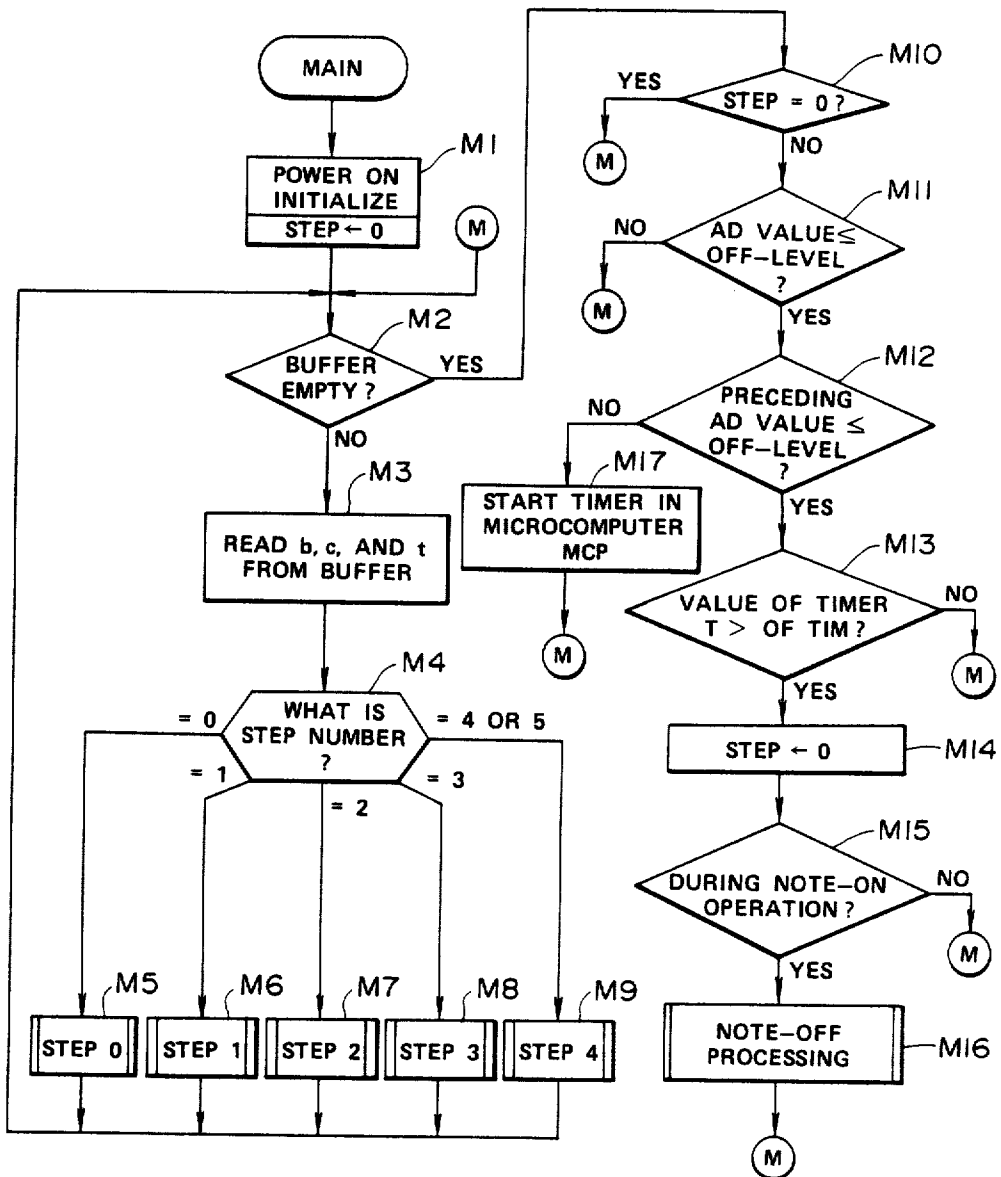 MAIN
M1
POWER ON
INITIALIZE
STEP ← 0
M
M2
BUFFER
EMPTY ?
YES
NO
M3
READ b, c, AND t
FROM BUFFER
M4
WHAT IS
STEP NUMBER
?
= 0
= 1
= 2
= 3
= 4 OR 5
M5
STEP 0
M6
STEP 1
M7
STEP 2
M8
STEP 3
M9
STEP 4
M10
STEP = 0 ?
YES
M
NO
M11
AD VALUE ≤
OFF-LEVEL
?
NO
M
YES
M12
PRECEDING
AD VALUE ≤
OFF-LEVEL
?
NO
M17
START TIMER IN
MICROCOMPUTER
MCP
M
YES
M13
VALUE OF TIMER
T > OF TIM ?
NO
M
YES
STEP ← 0
M14
M15
DURING NOTE-ON
OPERATION ?
NO
M
YES
NOTE-OFF
PROCESSING
M16
M